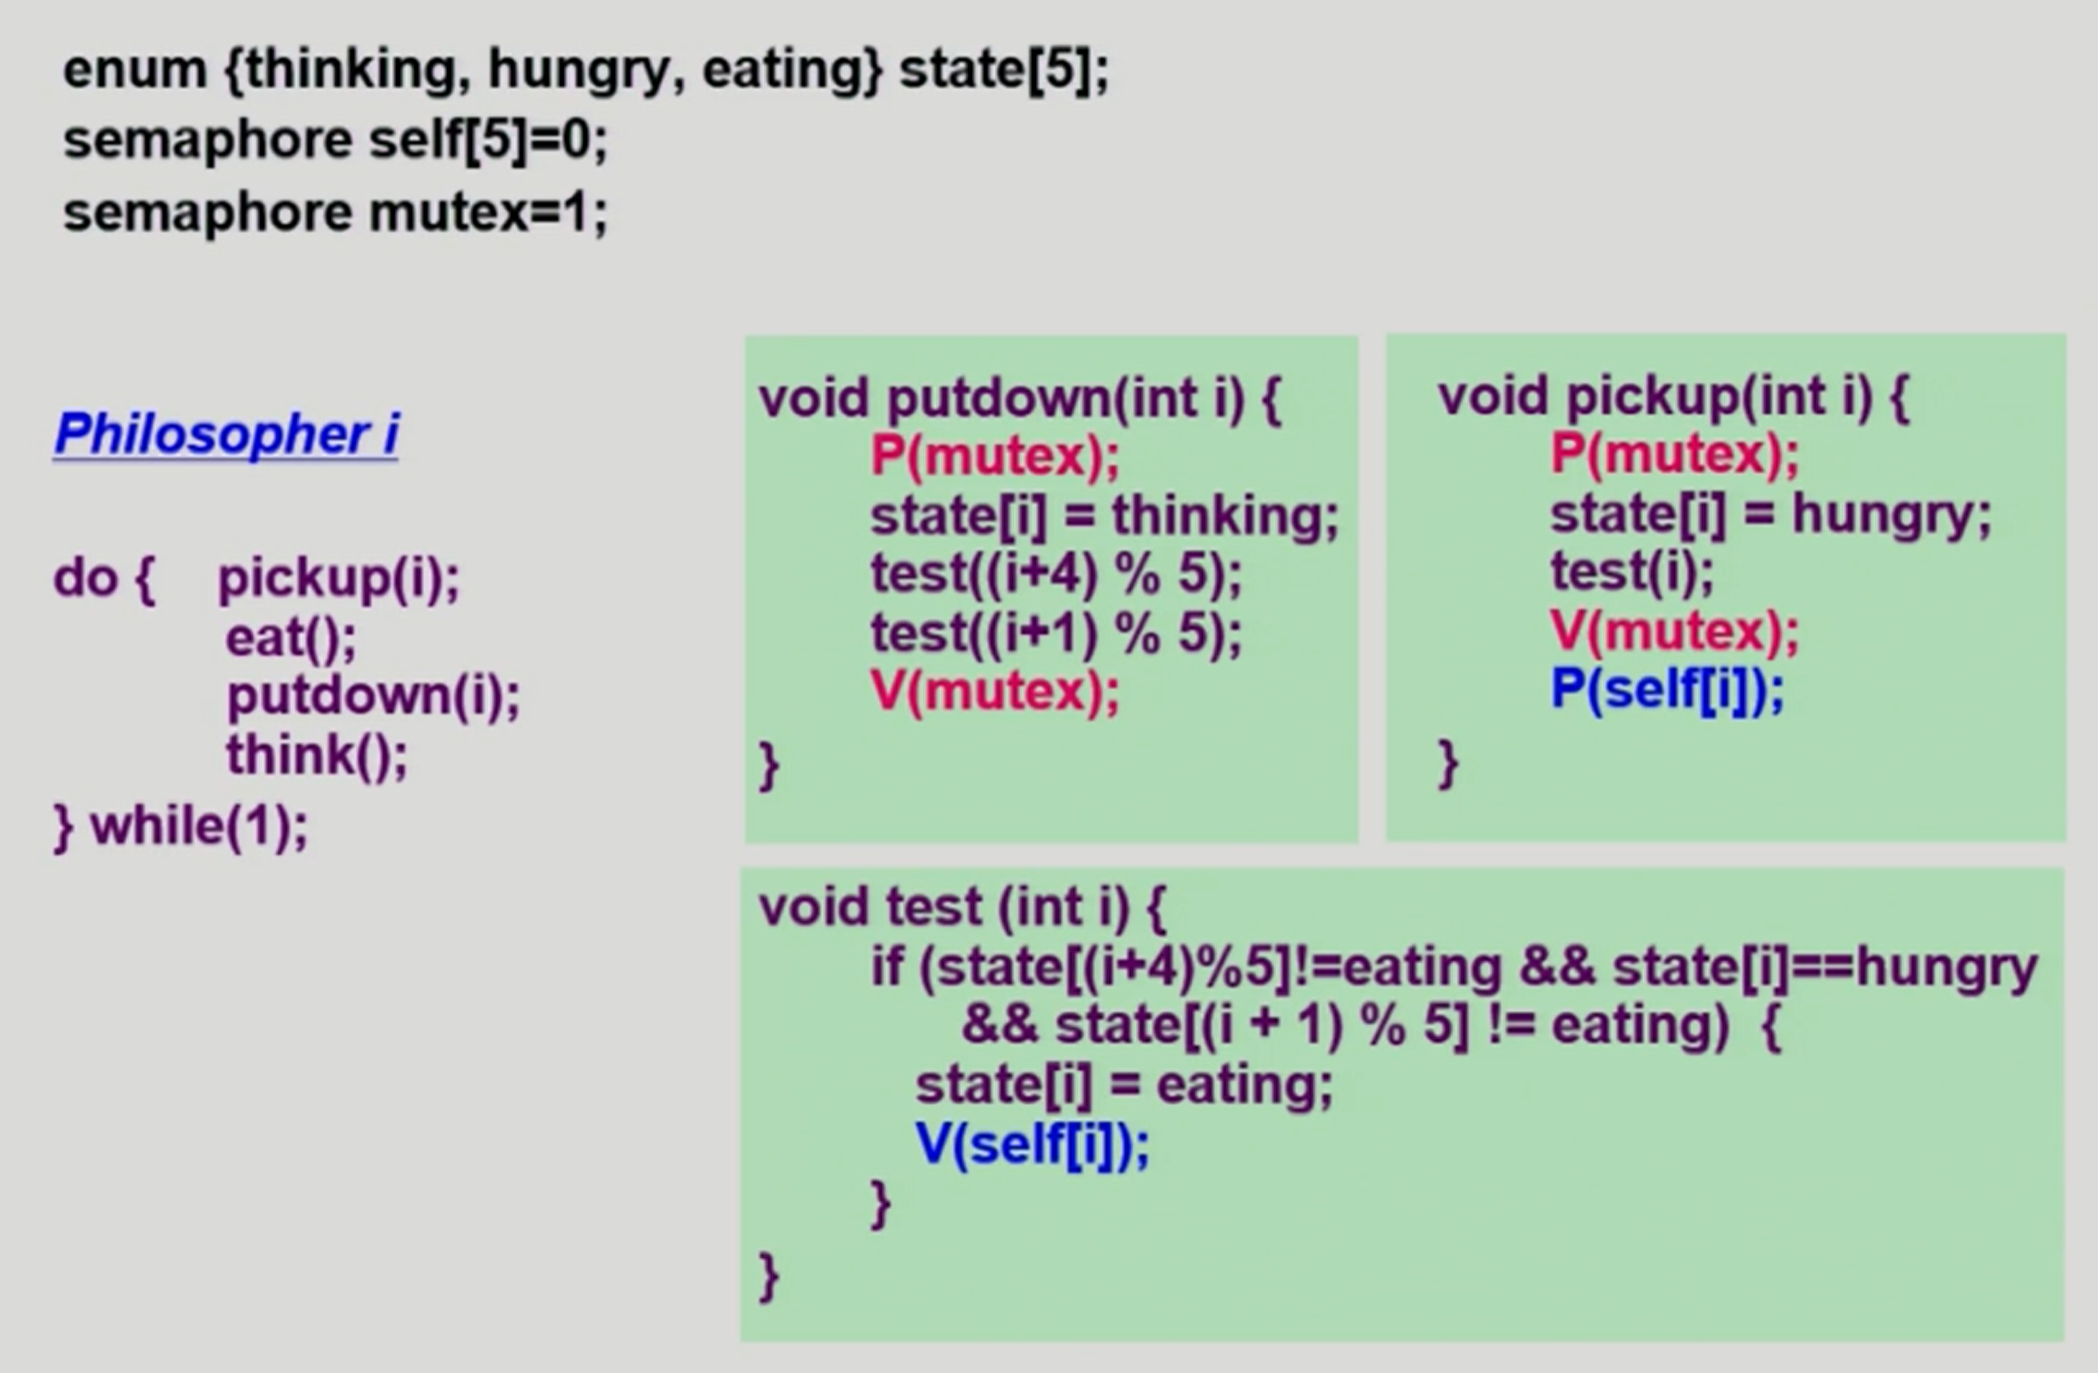 enum {thinking, hungry, eating} state[5];
semaphore self[5]=0;
semaphore mutex=1;
Philosopher i
do { pickup(i);
eat();
putdown(i);
think();
} while(1);
void putdown(int i) {
P(mutex);
state[i] = thinking;
test((i+4) % 5);
test((i+1) % 5);
V(mutex);
}
void pickup(int i) {
P(mutex);
state[i] = hungry;
test(i);
V(mutex);
P(self[i]);
}
void test (int i) {
if (state[(i+4)%5]!=eating && state[i]==hungry
&& state[(i + 1) % 5] != eating) {
state[i] = eating;
V(self[i]);
}
}